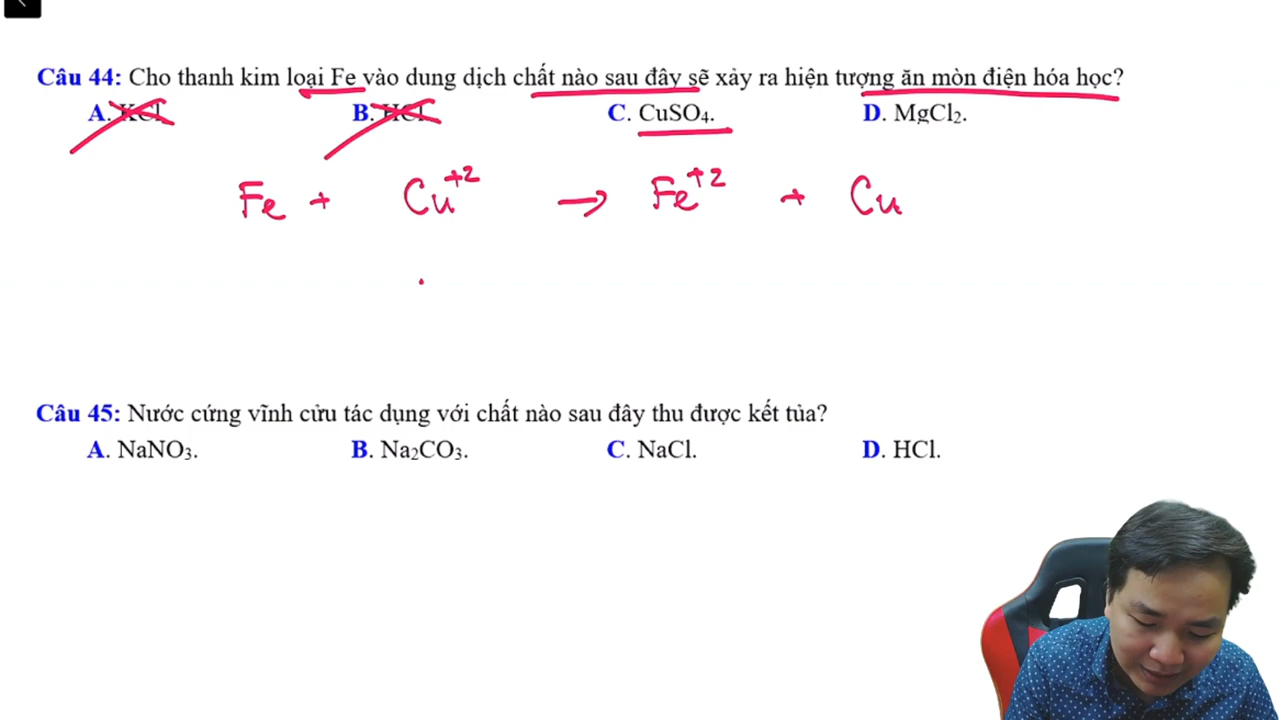 Câu 44: Cho thanh kim loại Fe vào dung dịch chất nào sau đây sẽ xảy ra hiện tượng ăn mòn điện hóa học?
A. KCl B. HCl C. CuSO₄. D. MgCl₂.
Fe + Cu⁺² → Fe⁺² + Cu
Câu 45: Nước cứng vĩnh cửu tác dụng với chất nào sau đây thu được kết tủa?
A. NaNO₃. B. Na₂CO₃. C. NaCl. D. HCl.